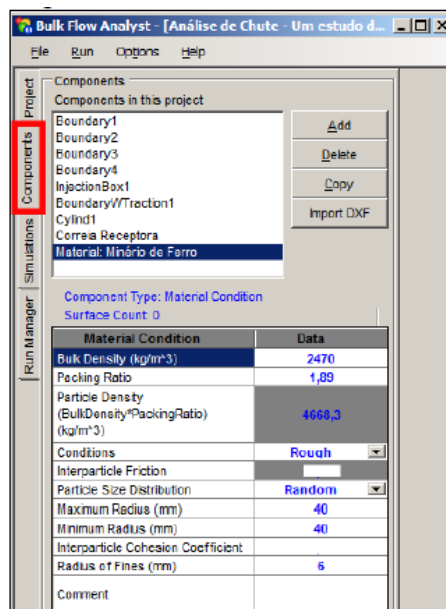 Bulk Flow Analyst - [Análise de Chute - Um estudo d...
File Run Options Help
Project
Components
Simulations
Run Manager
Components
Components in this project
Boundary1
Boundary2
Boundary3
Boundary4
InjectionBox1
BoundaryWTraction1
Cylind1
Correia Receptora
Material: Minério de Ferro
Add
Delete
Copy
Import DXF
Component Type: Material Condition
Surface Count: 0
Material Condition Data
Bulk Density (kg/m^3) 2470
Packing Ratio 1,89
Particle Density
(BulkDensity*PackingRatio) 4668,3
(kg/m^3)
Conditions Rough
Interparticle Friction
Particle Size Distribution Random
Maximum Radius (mm) 40
Minimum Radius (mm) 40
Interparticle Cohesion Coefficient
Radius of Fines (mm) 6
Comment